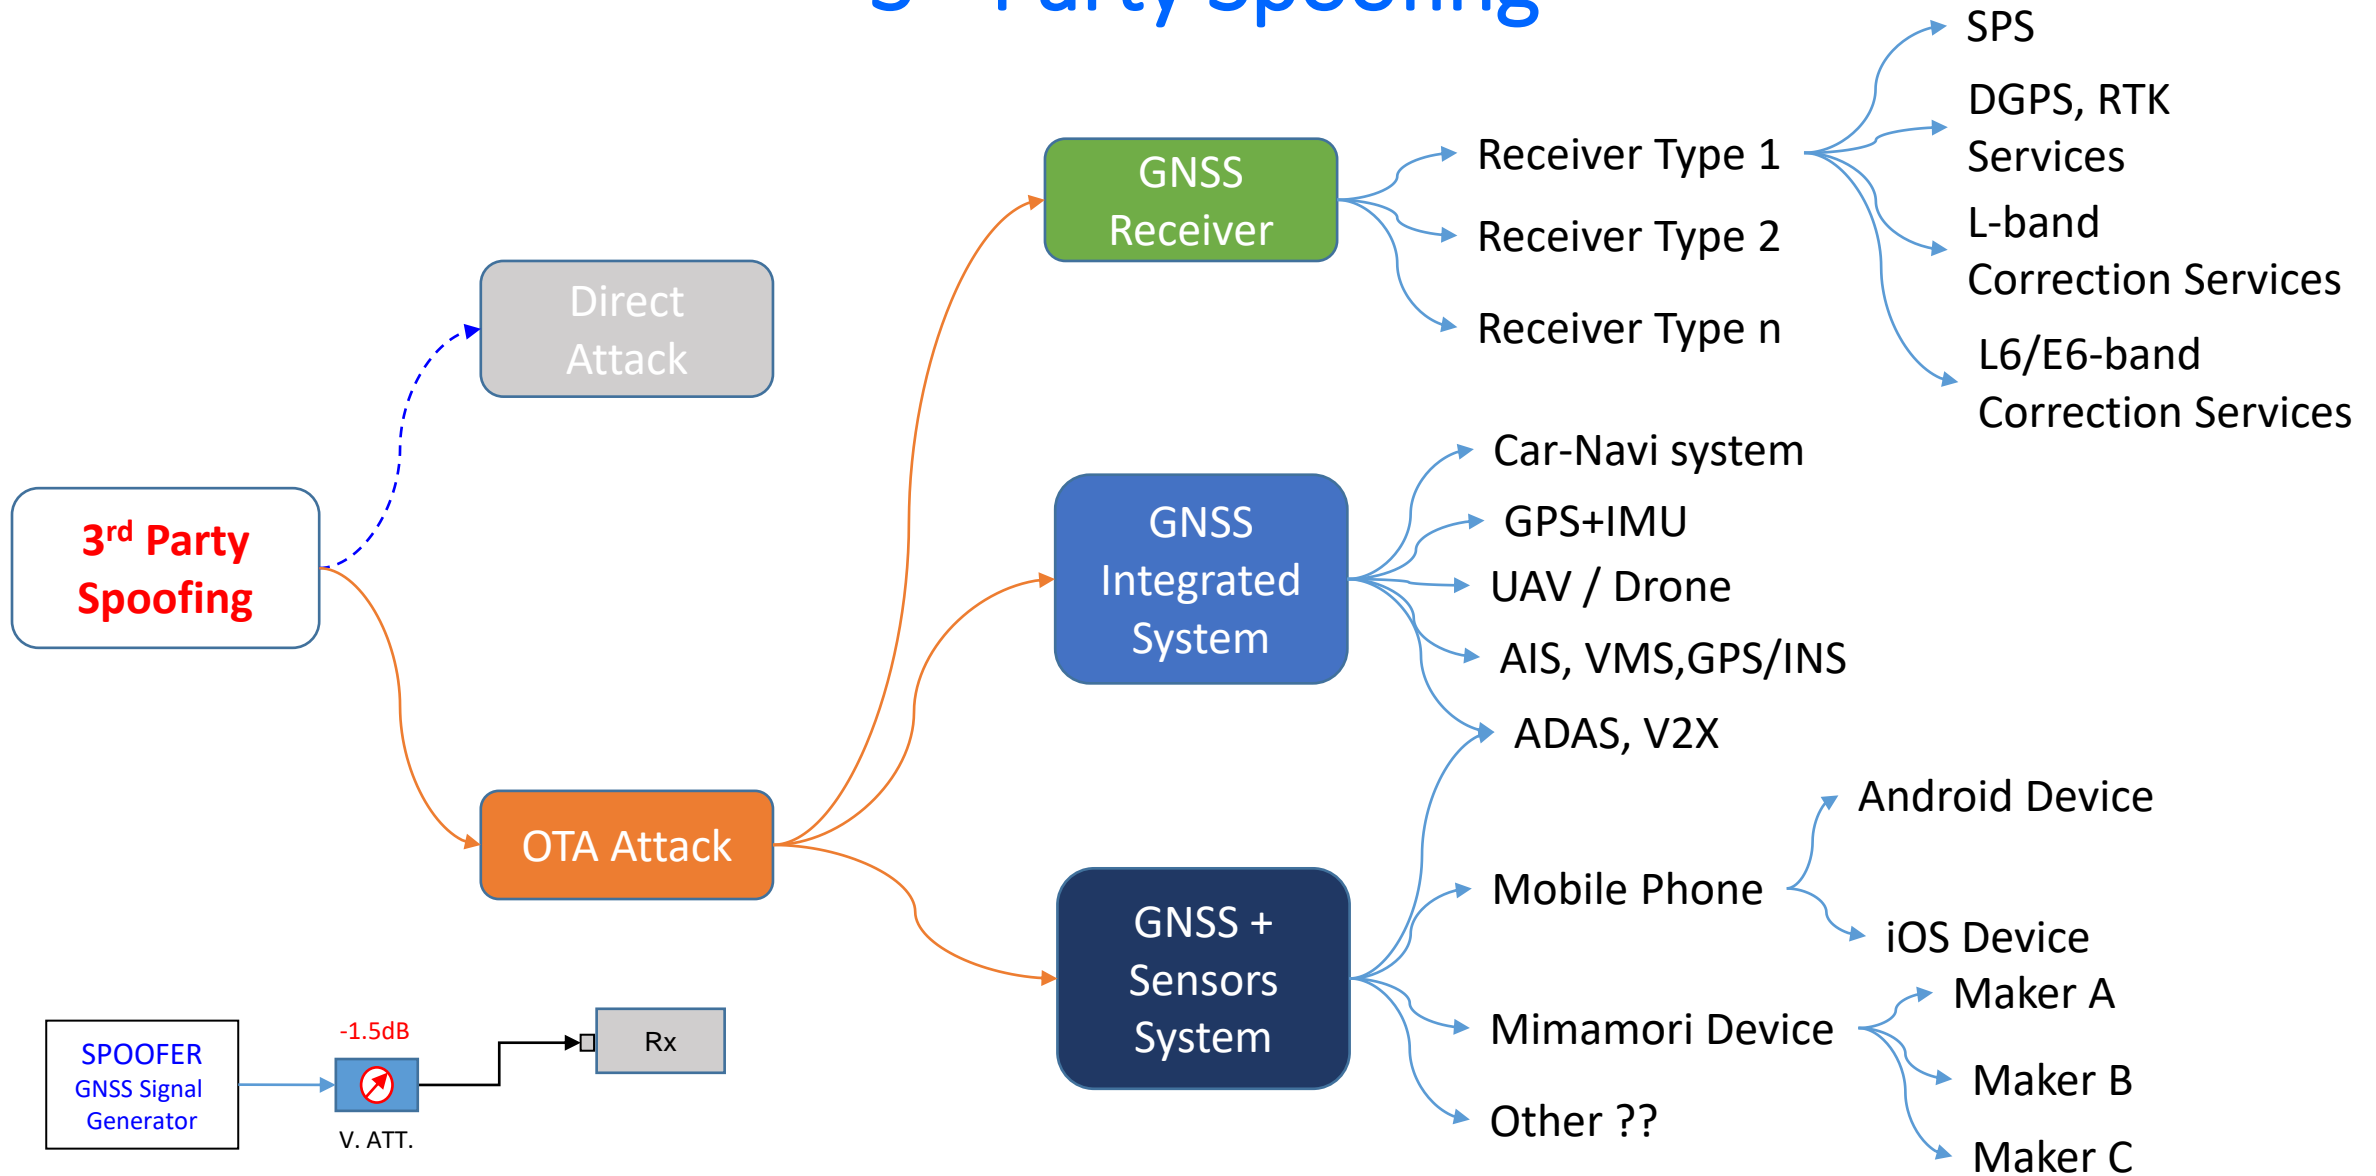 3rd Party Spoofing
SPS
DGPS, RTK
Services
L-band
Correction Services
L6/E6-band
Correction Services
GNSS
Receiver
Receiver Type 1
Receiver Type 2
Receiver Type n
Direct
Attack
3rd Party
Spoofing
OTA Attack
GNSS
Integrated
System
Car-Navi system
GPS+IMU
UAV / Drone
AIS, VMS,GPS/INS
ADAS, V2X
GNSS +
Sensors
System
Mobile Phone
Android Device
iOS Device
Mimamori Device
Maker A
Maker B
Maker C
Other ??
SPOOFER
GNSS Signal
Generator
-1.5dB
V. ATT.
Rx